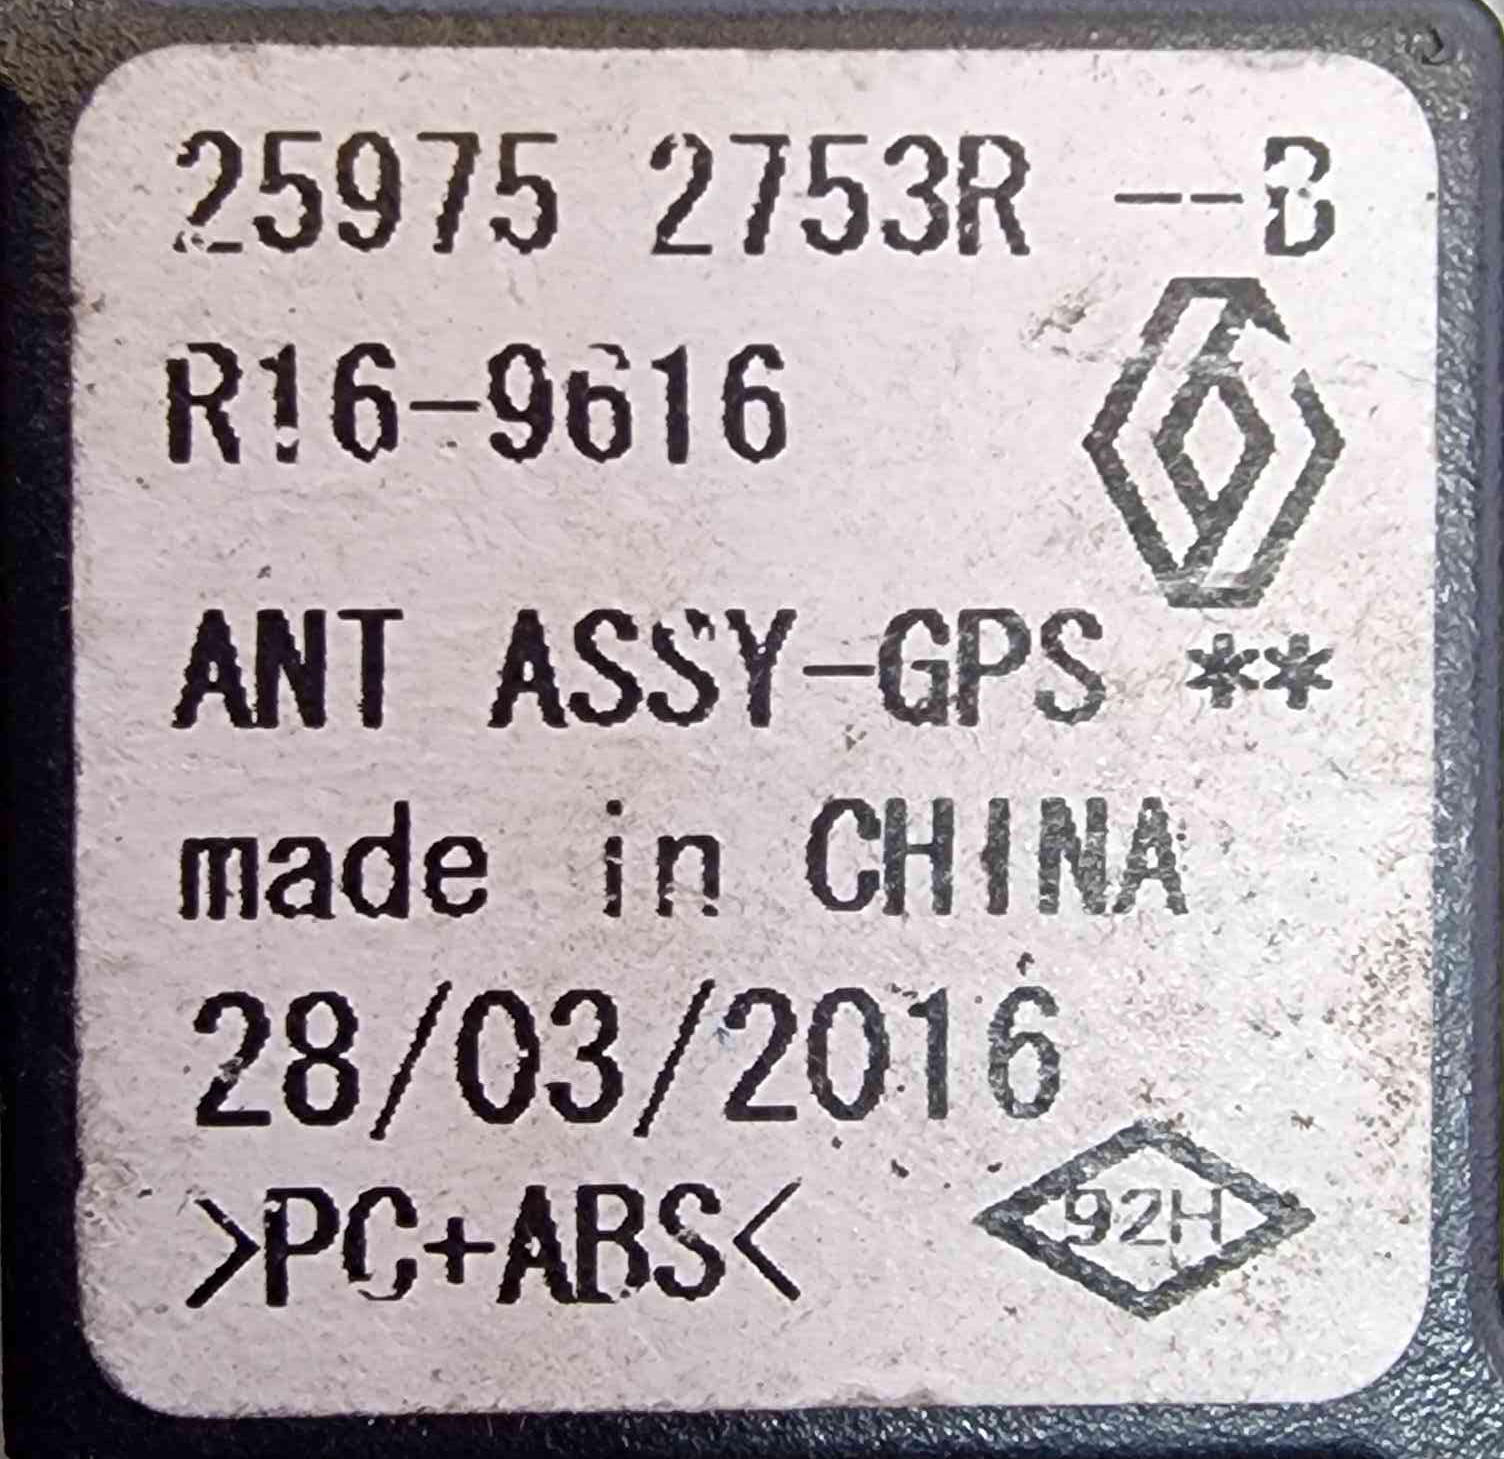 25975 2753R --B
R16-9616
ANT ASSY-GPS **
made in CHINA
28/03/2016
>PC+ABS<
92H